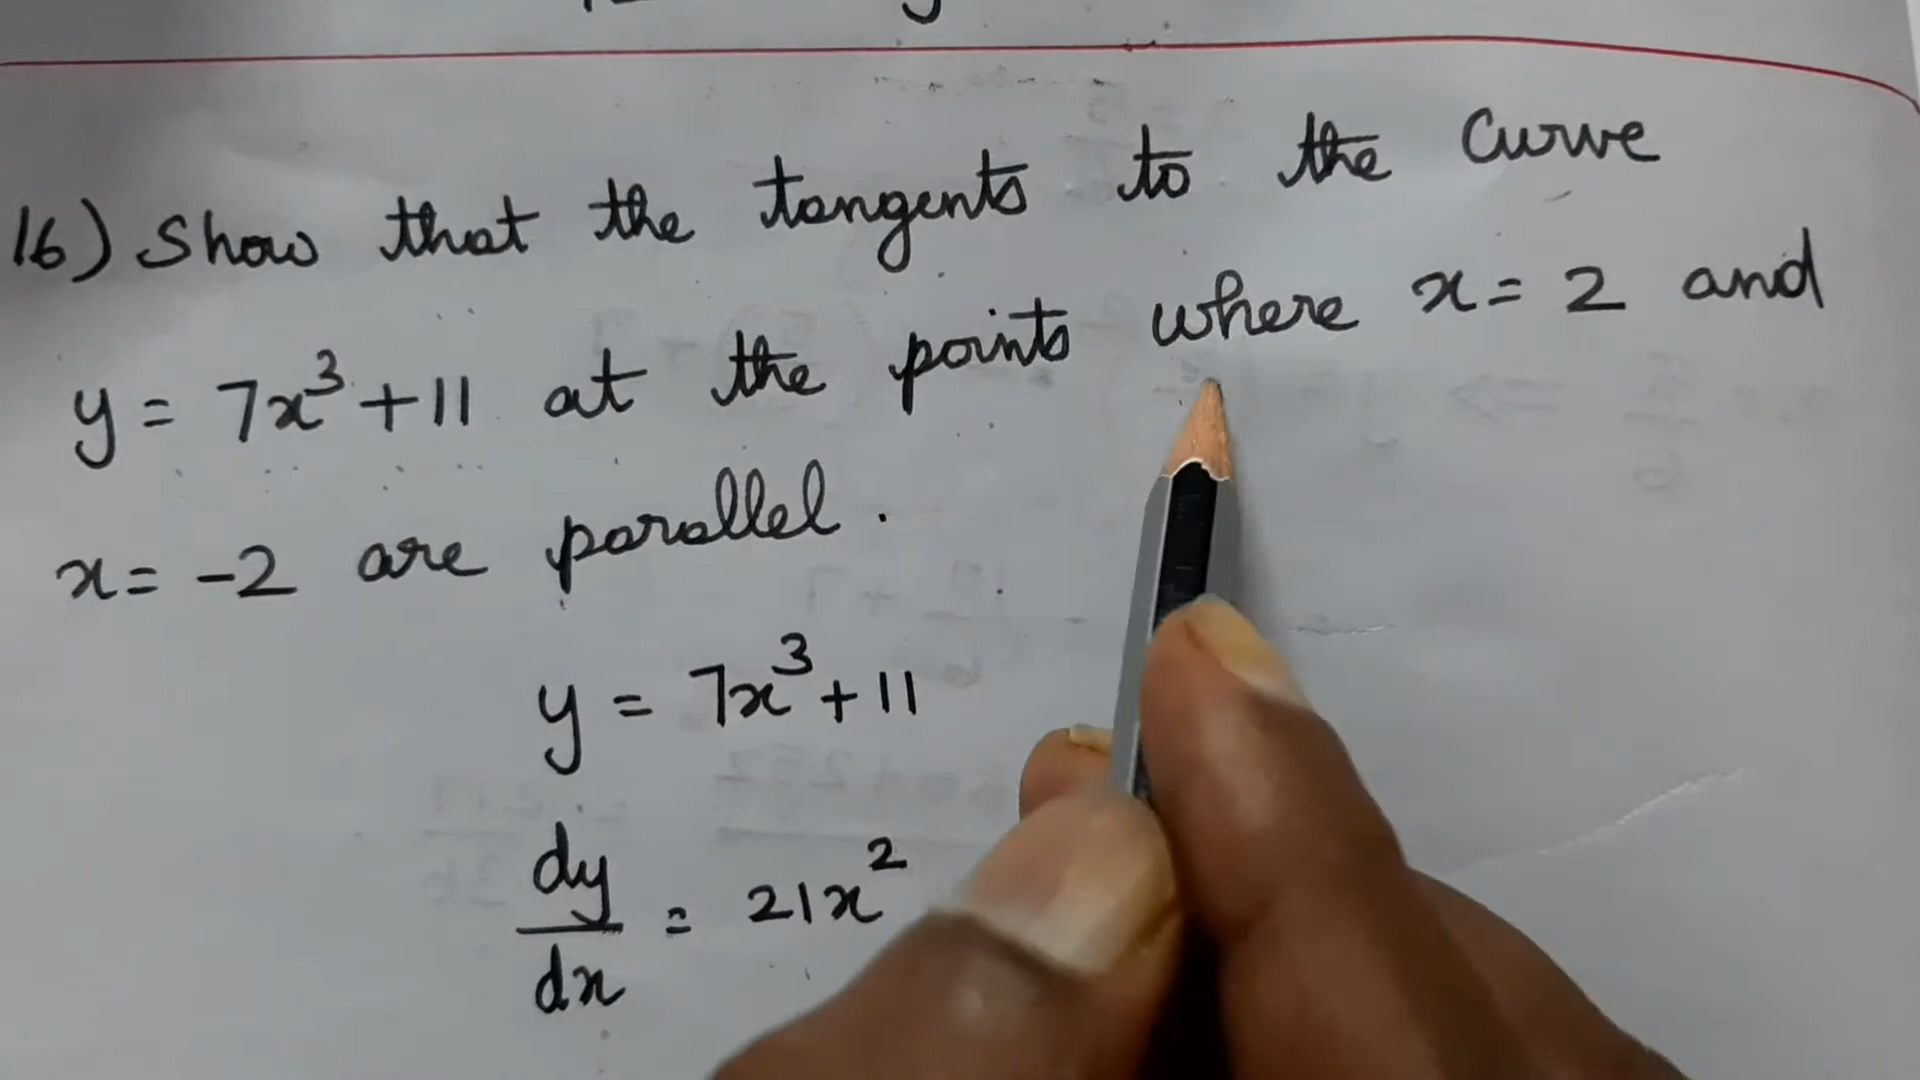 16) Show that the tangents to the curve
y = 7x³ + 11 at the points where x = 2 and
x = -2 are parallel.
y = 7x³ + 11
dy/dx = 21x²